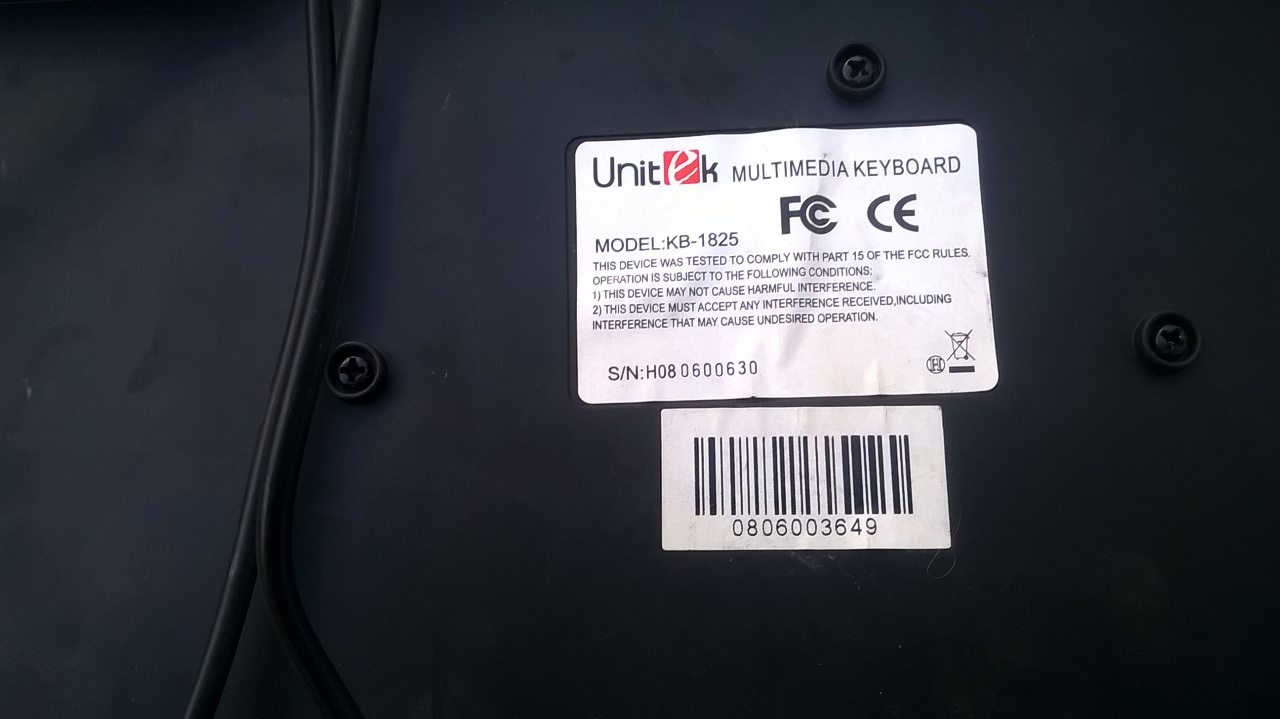 Unitek MULTIMEDIA KEYBOARD
FC CE
MODEL:KB-1825
THIS DEVICE WAS TESTED TO COMPLY WITH PART 15 OF THE FCC RULES.
OPERATION IS SUBJECT TO THE FOLLOWING CONDITIONS:
1) THIS DEVICE MAY NOT CAUSE HARMFUL INTERFERENCE.
2) THIS DEVICE MUST ACCEPT ANY INTERFERENCE RECEIVED,INCLUDING
INTERFERENCE THAT MAY CAUSE UNDESIRED OPERATION.
S/N:H080600630
0806003649